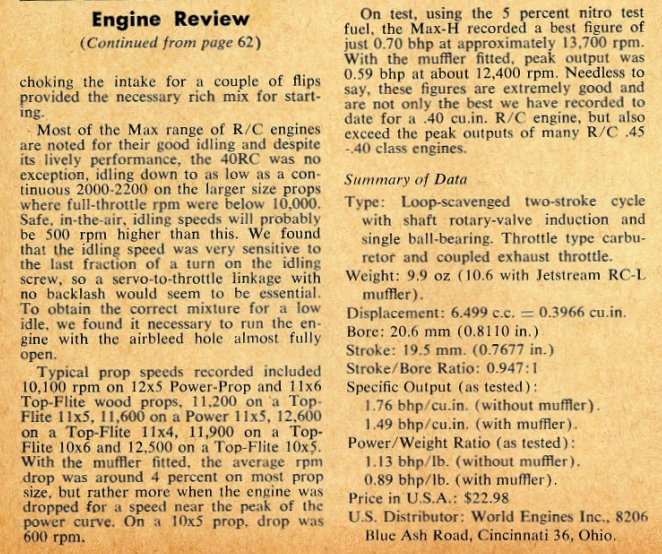 Engine Review
(Continued from page 62)
choking the intake for a couple of flips
provided the necessary rich mix for start-
ing.
Most of the Max range of R/C engines
are noted for their good idling and despite
its lively performance, the 40RC was no
exception, idling down to as low as a con-
tinuous 2000-2200 on the larger size props
where full-throttle rpm were below 10,000.
Safe, in-the-air, idling speeds will probably
be 500 rpm higher than this. We found
that the idling speed was very sensitive to
the last fraction of a turn on the idling
screw, so a servo-to-throttle linkage with
no backlash would seem to be essential.
To obtain the correct mixture for a low
idle, we found it necessary to run the en-
gine with the airbleed hole almost fully
open.
Typical prop speeds recorded included
10,100 rpm on 12x5 Power-Prop and 11x6
Top-Flite wood props, 11,200 on a Top-
Flite 11x5, 11,600 on a Power 11x5, 12,600
on a Top-Flite 11x4, 11,900 on a Top-
Flite 10x6 and 12,500 on a Top-Flite 10x5.
With the muffler fitted, the average rpm
drop was around 4 percent on most prop
size, but rather more when the engine was
dropped for a speed near the peak of the
power curve. On a 10x5 prop, drop was
600 rpm.
On test, using the 5 percent nitro test
fuel, the Max-H recorded a best figure of
just 0.70 bhp at approximately 13,700 rpm.
With the muffler fitted, peak output was
0.59 bhp at about 12,400 rpm. Needless to
say, these figures are extremely good and
are not only the best we have recorded to
date for a .40 cu.in. R/C engine, but also
exceed the peak outputs of many R/C .45
-.40 class engines.
Summary of Data
Type: Loop-scavenged two-stroke cycle
with shaft rotary-valve induction and
single ball-bearing. Throttle type carbu-
retor and coupled exhaust throttle.
Weight: 9.9 oz (10.6 with Jetstream RC-L
muffler).
Displacement: 6.499 c.c. = 0.3966 cu.in.
Bore: 20.6 mm (0.8110 in.)
Stroke: 19.5 mm. (0.7677 in.)
Stroke/Bore Ratio: 0.947:1
Specific Output (as tested):
1.76 bhp/cu.in. (without muffler).
1.49 bhp/cu.in. (with muffler).
Power/Weight Ratio (as tested):
1.13 bhp/lb. (without muffler).
0.89 bhp/lb. (with muffler).
Price in U.S.A.: $22.98
U.S. Distributor: World Engines Inc., 8206
Blue Ash Road, Cincinnati 36, Ohio.